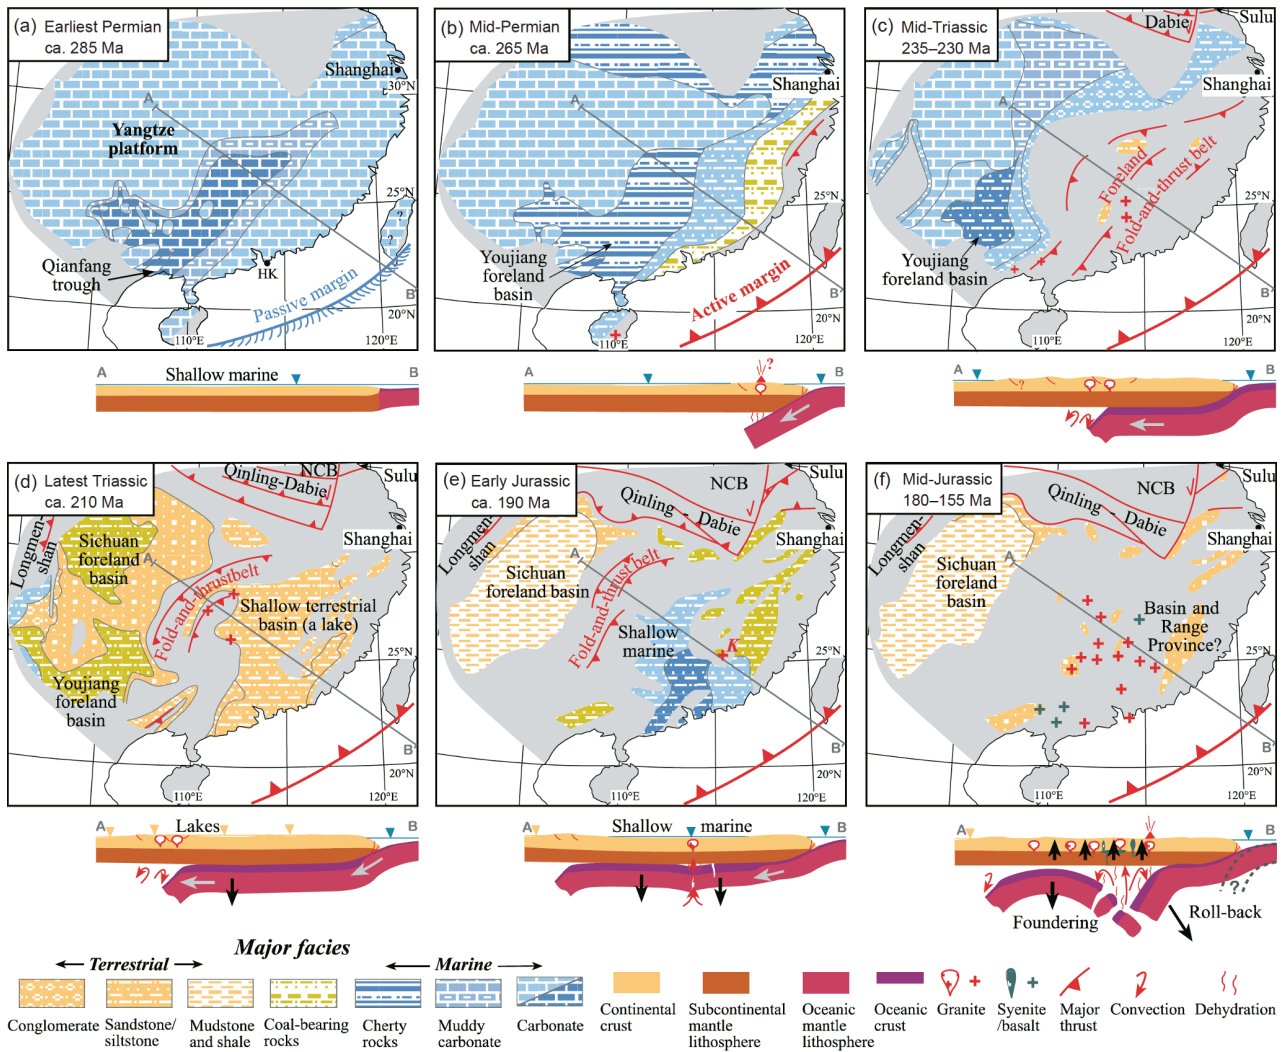 (a) Earliest Permian
ca. 285 Ma
Shanghai
30°N
A
Yangtze
platform
25°N
?
?
Qianfang
trough
HK
Passive margin
B
20°N
110°E
120°E
A
Shallow marine
B
(b) Mid-Permian
ca. 265 Ma
Shanghai
A
25°N
Youjiang
foreland
basin
Active margin
B
20°N
110°E
120°E
A
?
B
(c) Mid-Triassic
235–230 Ma
Dabie
Sulu
Shanghai
A
Foreland
Fold-and-thrust belt
25°N
Youjiang
foreland basin
B
20°N
110°E
120°E
A
?
B
(d) Latest Triassic
ca. 210 Ma
NCB
Qinling-Dabie
Sulu
Longmen-
shan
Sichuan
foreland
basin
Shanghai
A
Fold-and-thrustbelt
Shallow terrestrial
basin (a lake)
25°N
Youjiang
foreland
basin
B
20°N
110°E
120°E
A
Lakes
B
(e) Early Jurassic
ca. 190 Ma
NCB
Sulu
Qinling - Dabie
Longmen-
shan
Shanghai
A
Sichuan
foreland basin
Fold-and-thrust belt
Shallow
marine
K
25°N
B
20°N
110°E
120°E
A
Shallow marine
B
(f) Mid-Jurassic
180–155 Ma
NCB
Sulu
Qinling - Dabie
Longmen-
shan
Shanghai
A
Sichuan
foreland
basin
Basin and
Range
Province?
25°N
B
20°N
110°E
120°E
A
B
?
Foundering
Roll-back
Major facies
Terrestrial
Marine
Conglomerate
Sandstone/
siltstone
Mudstone
and shale
Coal-bearing
rocks
Cherty
rocks
Muddy
carbonate
Carbonate
Continental
crust
Subcontinental
mantle
lithosphere
Oceanic
mantle
lithosphere
Oceanic
crust
Granite
Syenite
/basalt
Major
thrust
Convection
Dehydration